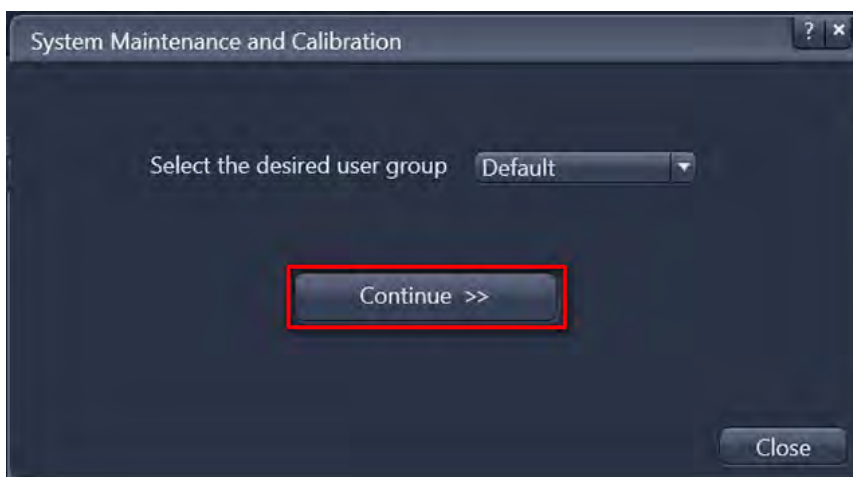 System Maintenance and Calibration ? ×
Select the desired user group Default
Continue >>
Close